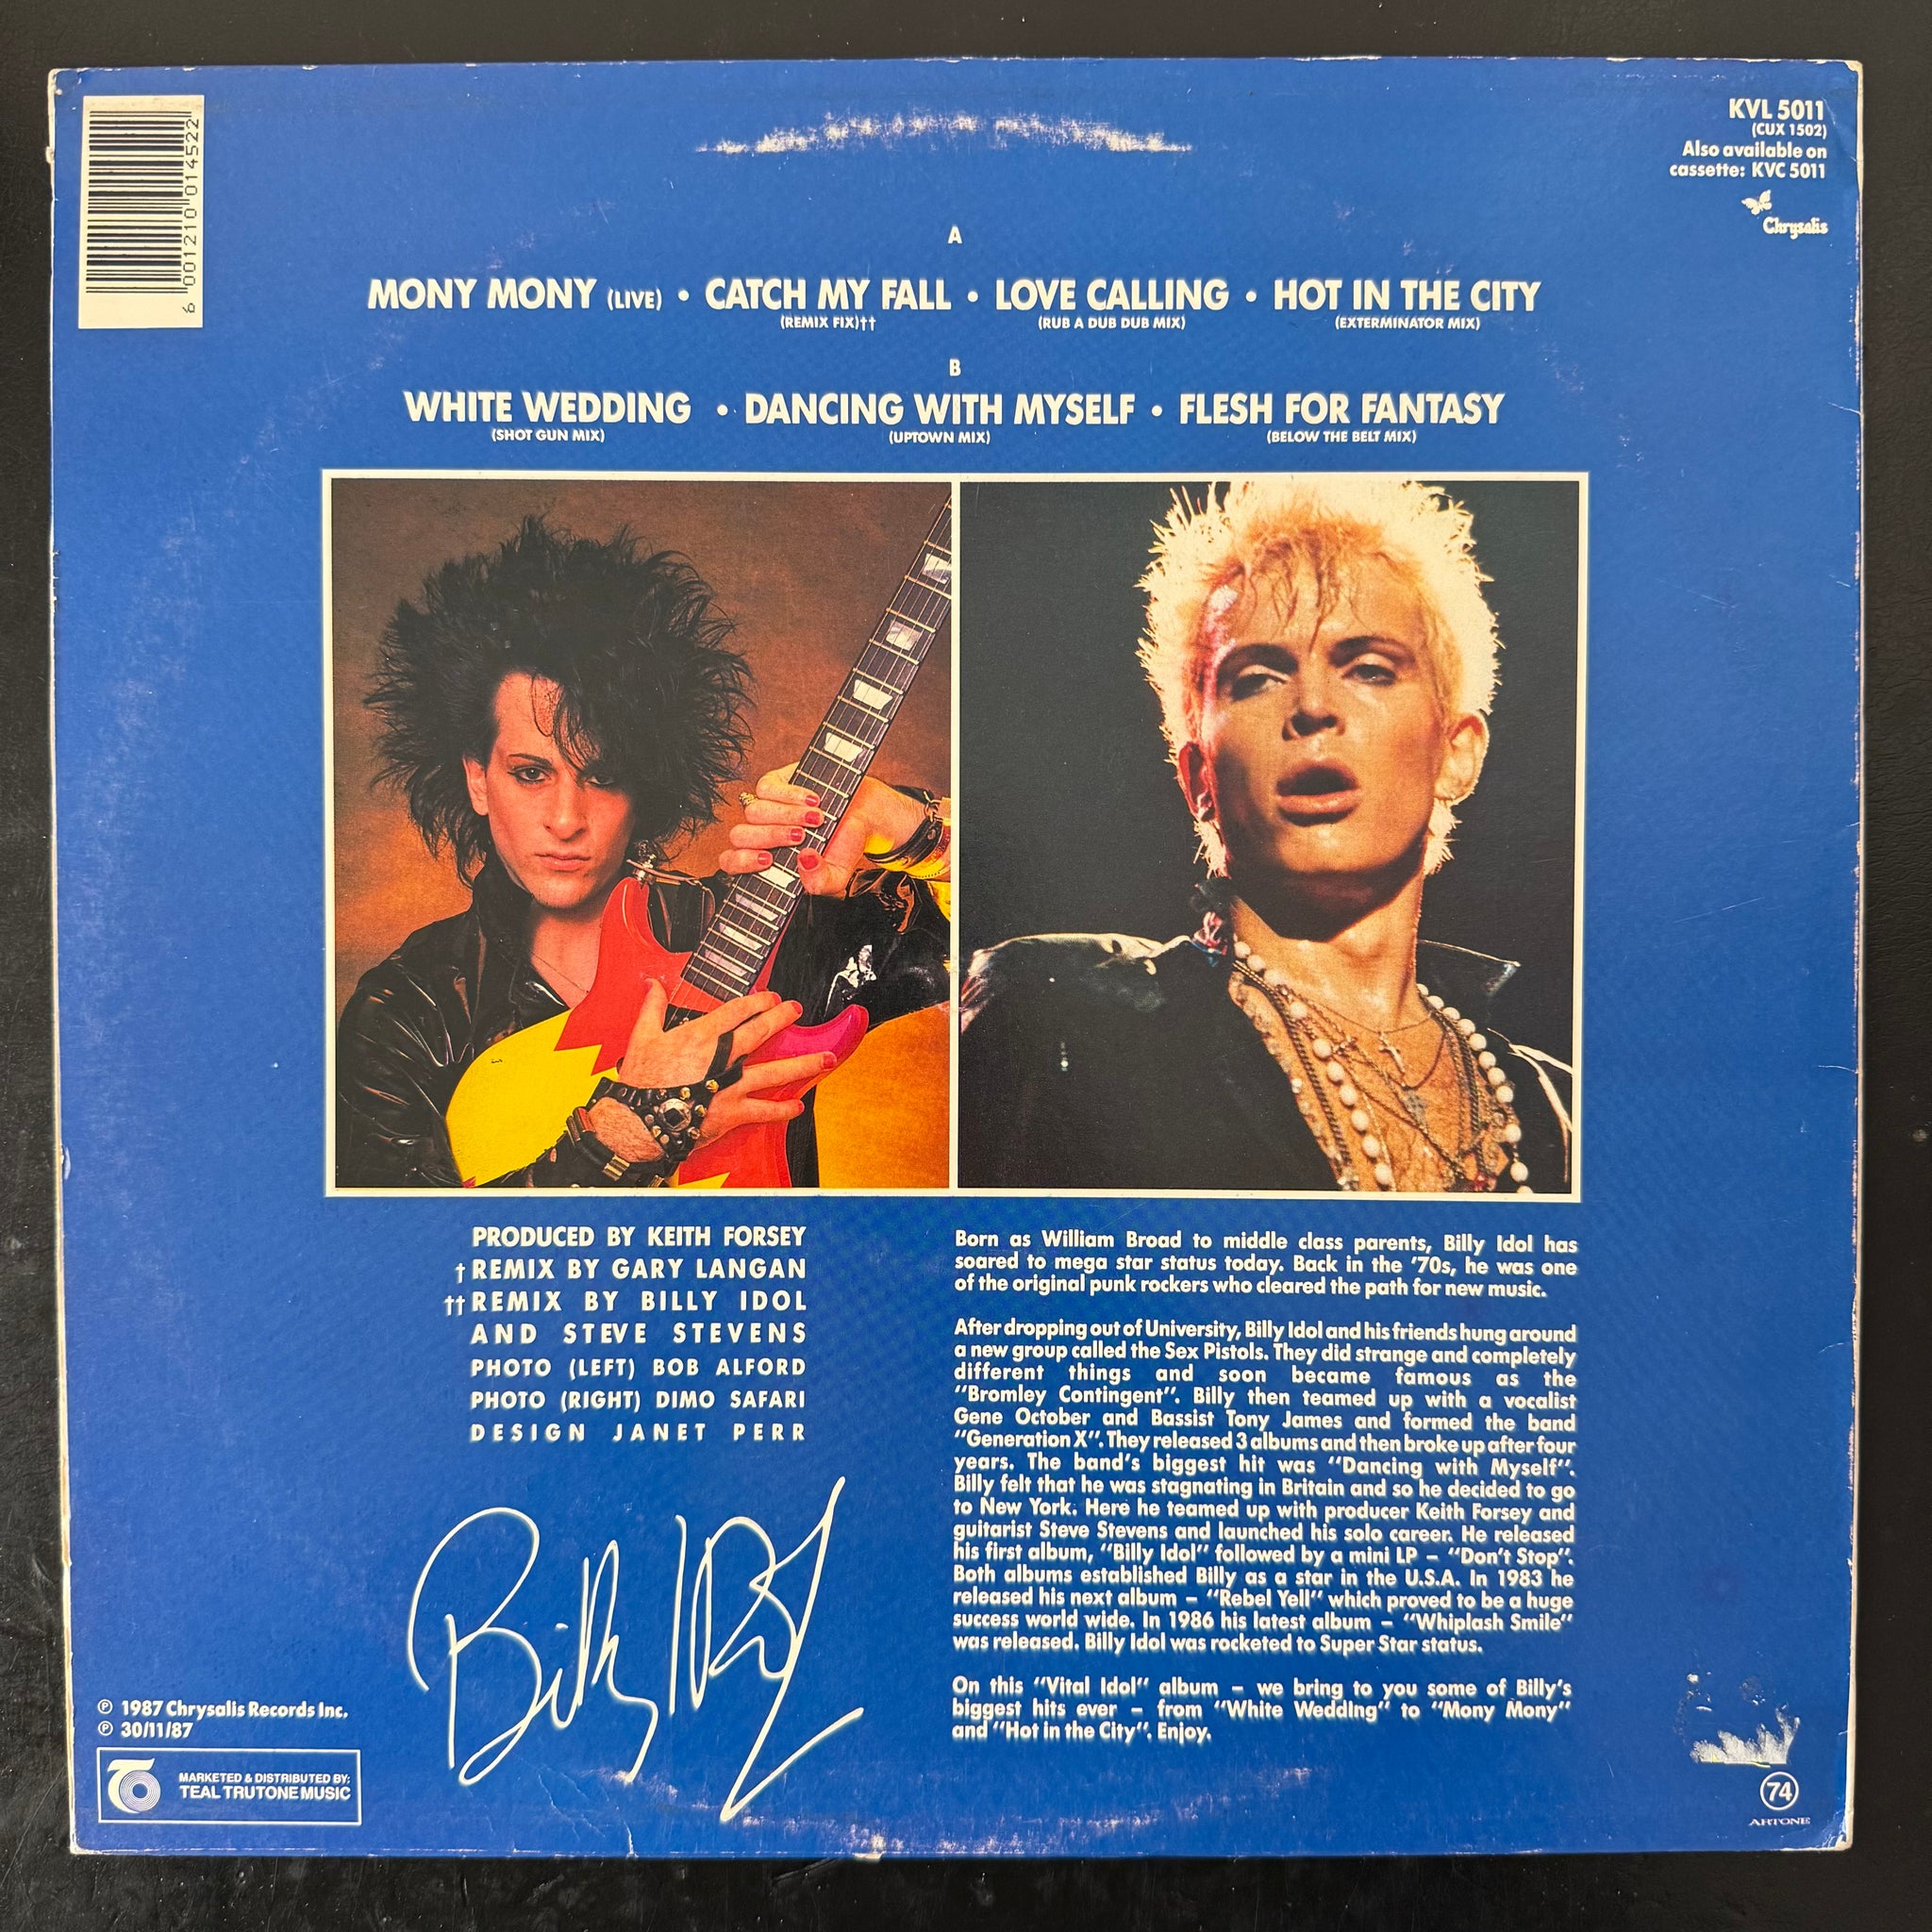 6 001210 014522
KVL 5011
(CUX 1502)
Also available on
cassette: KVC 5011
Chrysalis
A
MONY MONY (LIVE) • CATCH MY FALL • LOVE CALLING • HOT IN THE CITY
(REMIX FIX)†† (RUB A DUB DUB MIX) (EXTERMINATOR MIX)
B
WHITE WEDDING • DANCING WITH MYSELF • FLESH FOR FANTASY
(SHOT GUN MIX) (UPTOWN MIX) (BELOW THE BELT MIX)
PRODUCED BY KEITH FORSEY
†REMIX BY GARY LANGAN
††REMIX BY BILLY IDOL
AND STEVE STEVENS
PHOTO (LEFT) BOB ALFORD
PHOTO (RIGHT) DIMO SAFARI
DESIGN JANET PERR
Billy Idol
Born as William Broad to middle class parents, Billy Idol has
soared to mega star status today. Back in the '70s, he was one
of the original punk rockers who cleared the path for new music.
After dropping out of University, Billy Idol and his friends hung around
a new group called the Sex Pistols. They did strange and completely
different things and soon became famous as the
"Bromley Contingent". Billy then teamed up with a vocalist
Gene October and Bassist Tony James and formed the band
"Generation X". They released 3 albums and then broke up after four
years. The band's biggest hit was "Dancing with Myself".
Billy felt that he was stagnating in Britain and so he decided to go
to New York. Here he teamed up with producer Keith Forsey and
guitarist Steve Stevens and launched his solo career. He released
his first album, "Billy Idol" followed by a mini LP – "Don't Stop".
Both albums established Billy as a star in the U.S.A. In 1983 he
released his next album – "Rebel Yell" which proved to be a huge
success world wide. In 1986 his latest album – "Whiplash Smile"
was released. Billy Idol was rocketed to Super Star status.
On this "Vital Idol" album – we bring to you some of Billy's
biggest hits ever – from "White Wedding" to "Mony Mony"
and "Hot in the City". Enjoy.
℗ 1987 Chrysalis Records Inc.
℗ 30/11/87
MARKETED & DISTRIBUTED BY:
TEAL TRUTONE MUSIC
74
ARTONE